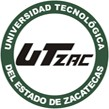 UNIVERSIDAD TECNOLÓGICA
UTZAC
DEL ESTADO DE ZACATECAS